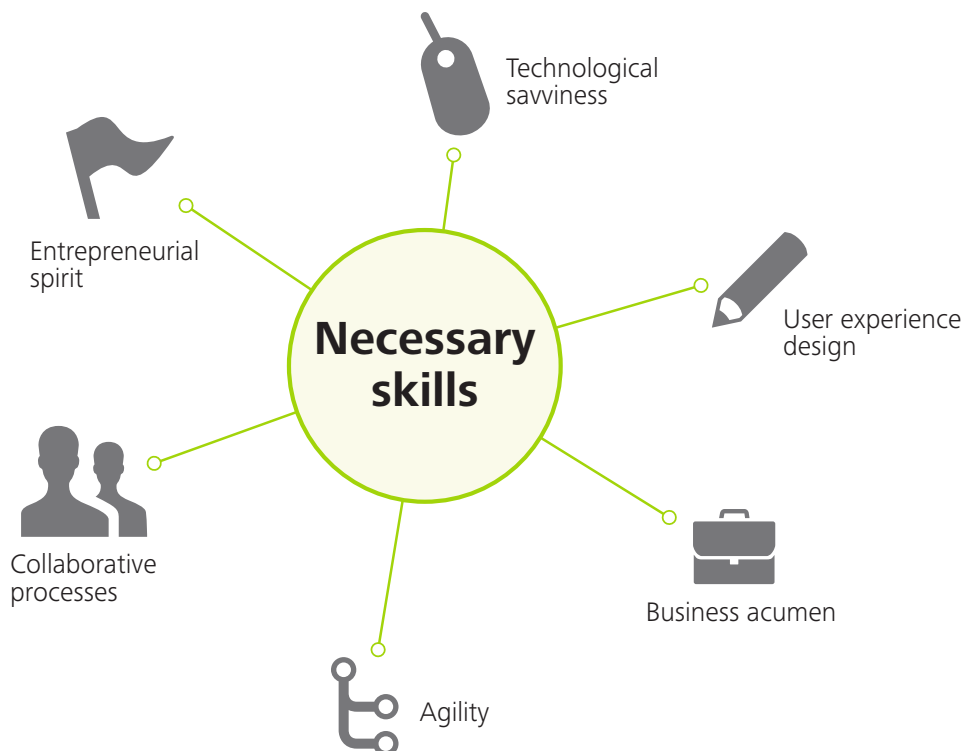 Technological
savviness
Entrepreneurial
spirit
User experience
design
Necessary
skills
Collaborative
processes
Business acumen
Agility